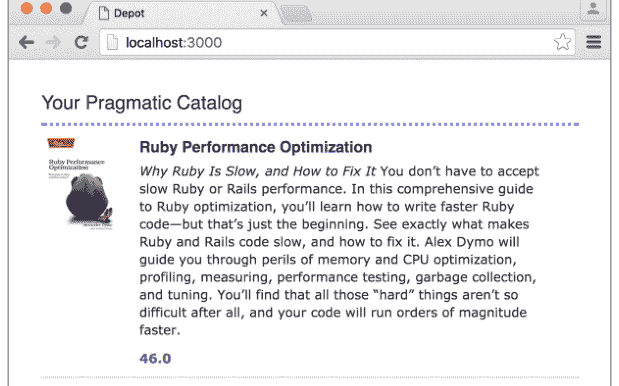 Depot
localhost:3000
Your Pragmatic Catalog
Ruby Performance Optimization
Ruby Performance
Optimization
Why Ruby Is Slow, and How to Fix It You don't have to accept
slow Ruby or Rails performance. In this comprehensive guide
to Ruby optimization, you'll learn how to write faster Ruby
code—but that's just the beginning. See exactly what makes
Ruby and Rails code slow, and how to fix it. Alex Dymo will
guide you through perils of memory and CPU optimization,
profiling, measuring, performance testing, garbage collection,
and tuning. You'll find that all those “hard” things aren't so
difficult after all, and your code will run orders of magnitude
faster.
46.0